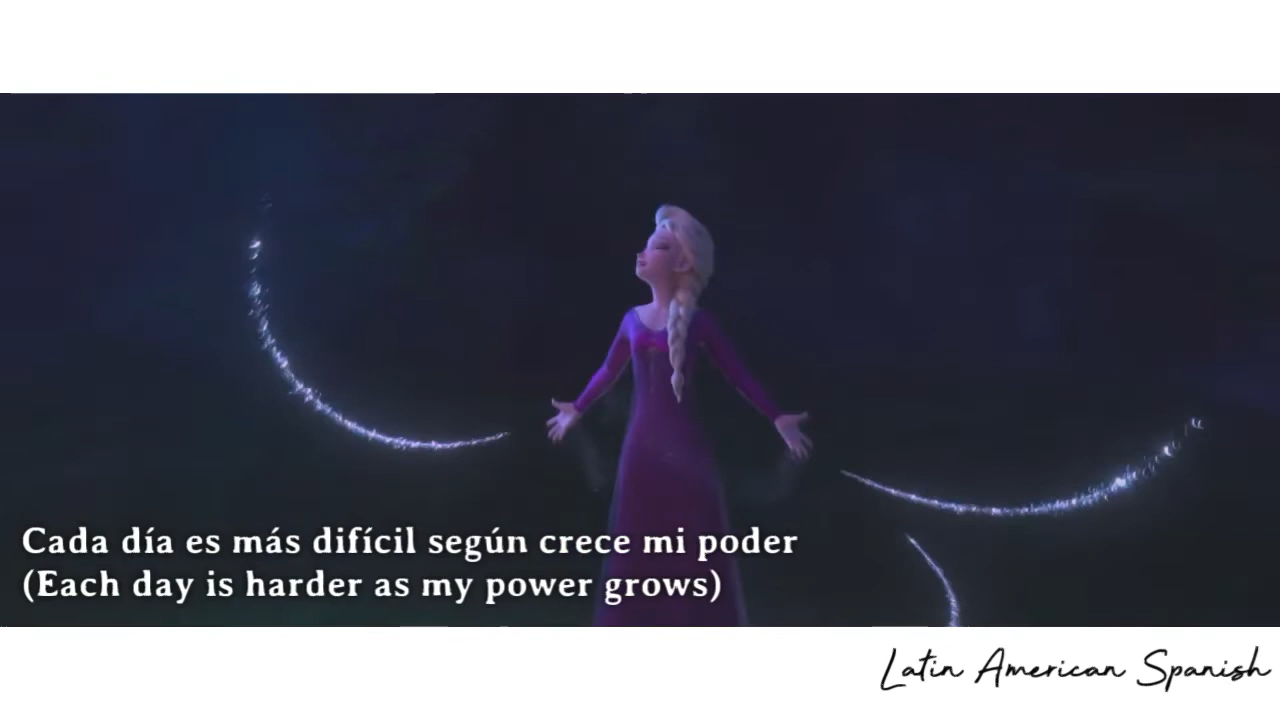 Cada día es más difícil según crece mi poder
(Each day is harder as my power grows)
Latin American Spanish